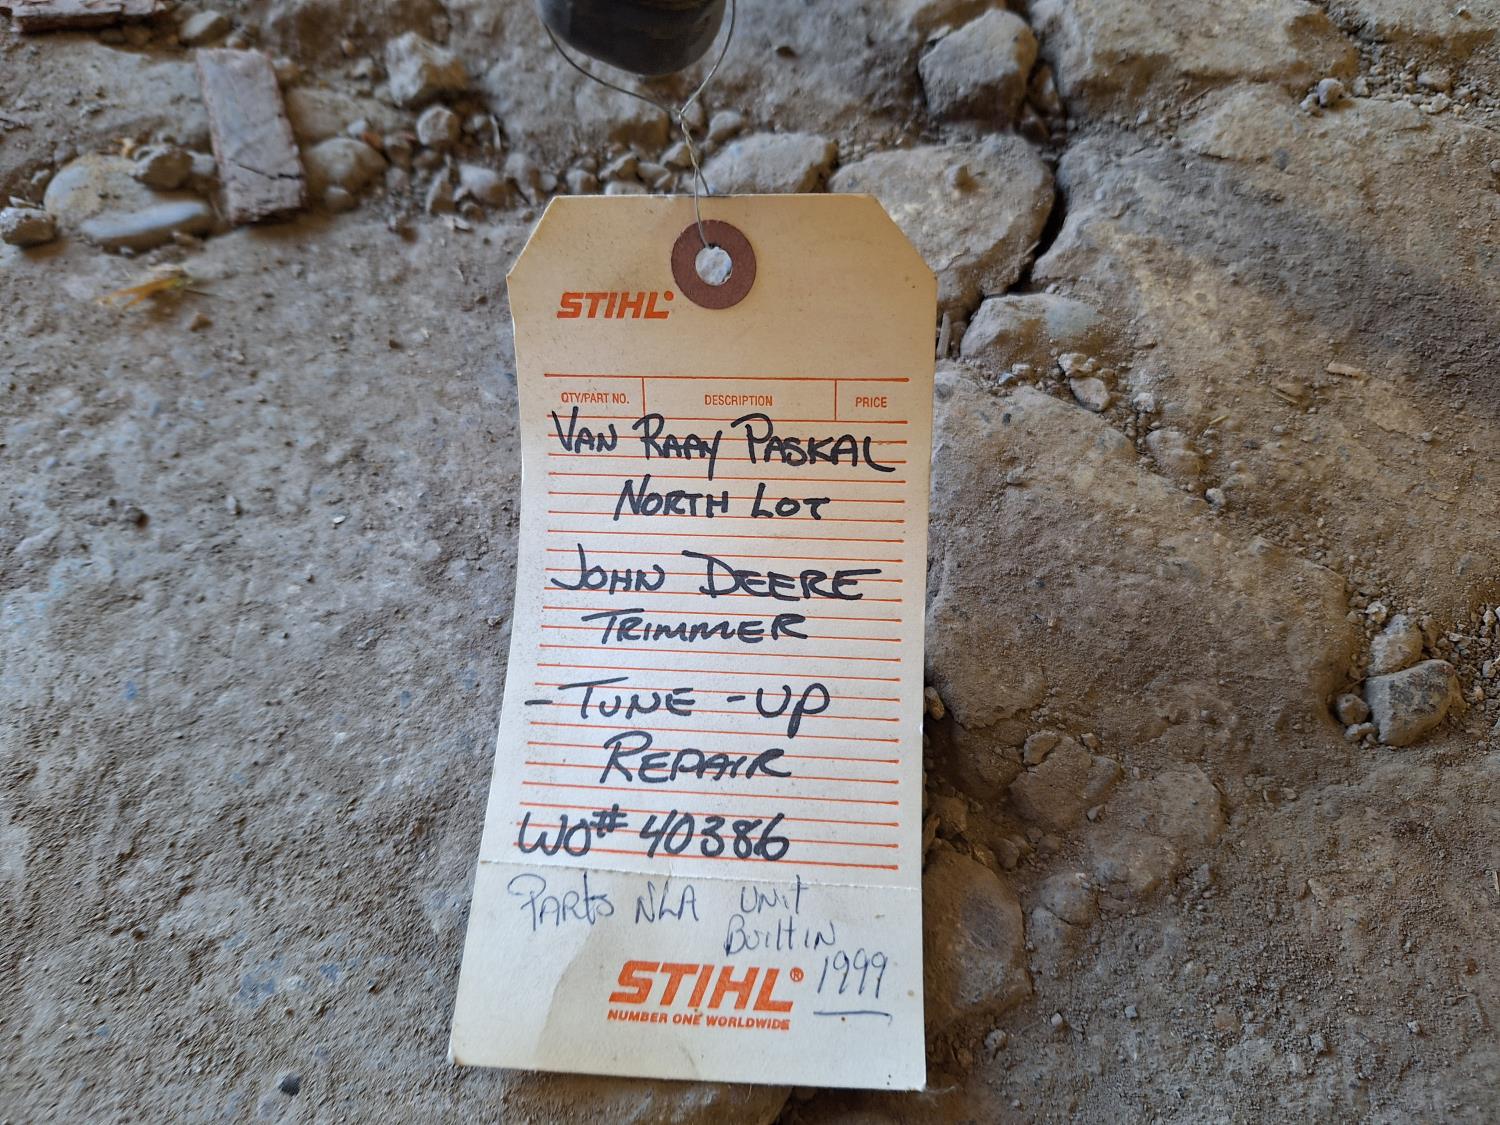 STIHL®
QTY/PART NO. DESCRIPTION PRICE
VAN RAAY PASKAL
NORTH LOT
JOHN DEERE
TRIMMER
- TUNE-UP
REPAIR
WO# 40386
PARTS NLA UNIT
BUILT IN
1999
STIHL®
NUMBER ONE WORLDWIDE